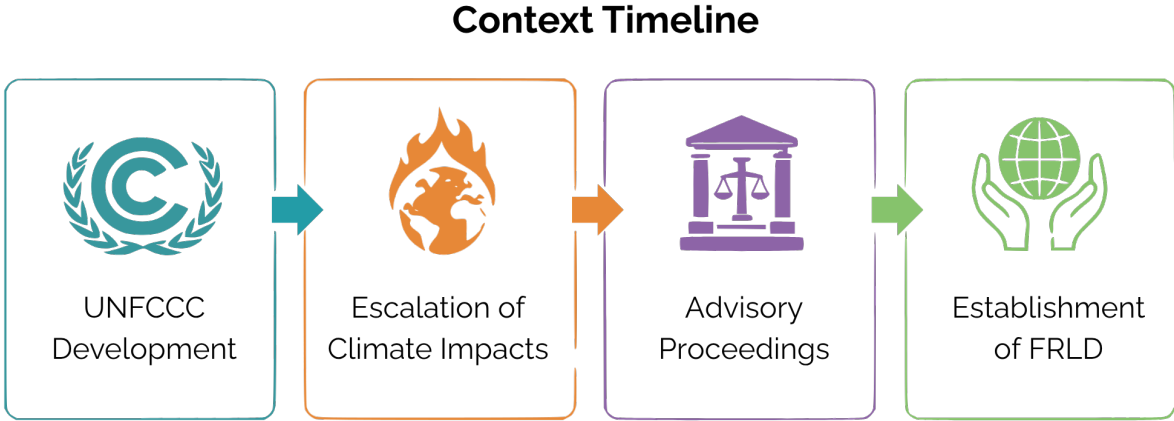 Context Timeline
UNFCCC
Development
Escalation of
Climate Impacts
Advisory
Proceedings
Establishment
of FRLD